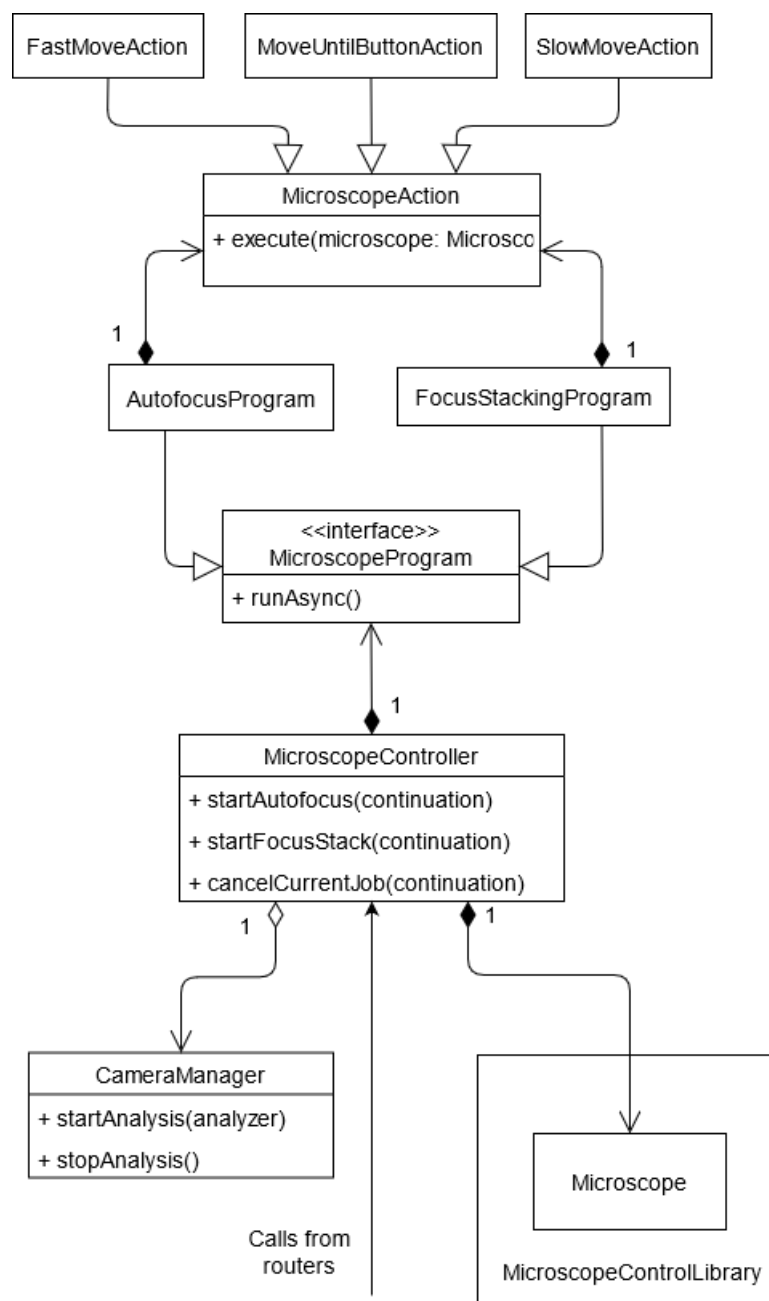 FastMoveAction
MoveUntilButtonAction
SlowMoveAction
MicroscopeAction
+ execute(microscope: Microsco
1
1
AutofocusProgram
FocusStackingProgram
<<interface>>
MicroscopeProgram
+ runAsync()
1
MicroscopeController
+ startAutofocus(continuation)
+ startFocusStack(continuation)
+ cancelCurrentJob(continuation)
1
1
CameraManager
+ startAnalysis(analyzer)
+ stopAnalysis()
Microscope
Calls from
routers
MicroscopeControlLibrary